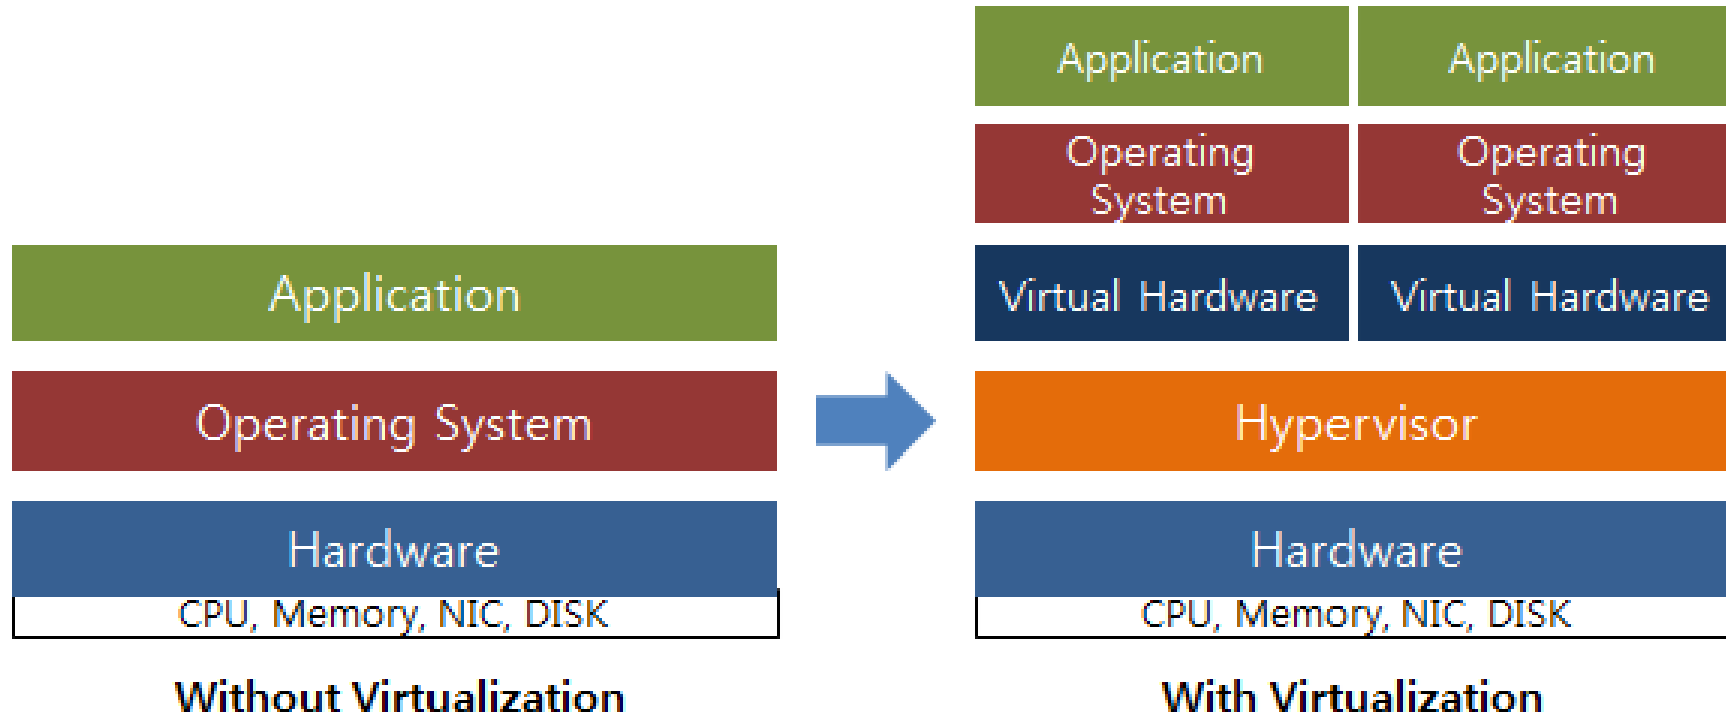 Application
Operating System
Hardware
CPU, Memory, NIC, DISK
Without Virtualization
Application
Application
Operating
System
Operating
System
Virtual Hardware
Virtual Hardware
Hypervisor
Hardware
CPU, Memory, NIC, DISK
With Virtualization